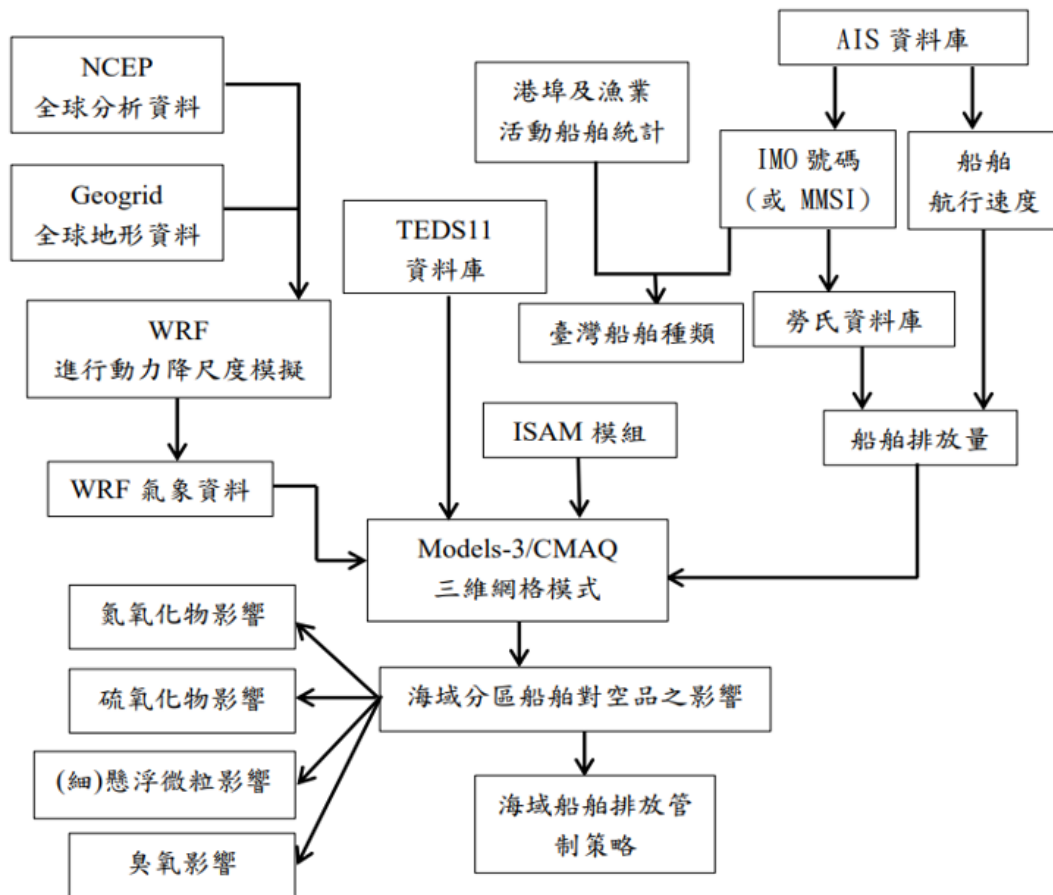 AIS 資料庫
NCEP
全球分析資料
港埠及漁業
活動船舶統計
IMO 號碼
(或 MMSI)
船舶
航行速度
Geogrid
全球地形資料
TEDS11
資料庫
WRF
進行動力降尺度模擬
臺灣船舶種類
勞氏資料庫
ISAM 模組
船舶排放量
WRF 氣象資料
Models-3/CMAQ
三維網格模式
氮氧化物影響
硫氧化物影響
海域分區船舶對空品之影響
(細)懸浮微粒影響
海域船舶排放管
制策略
臭氧影響